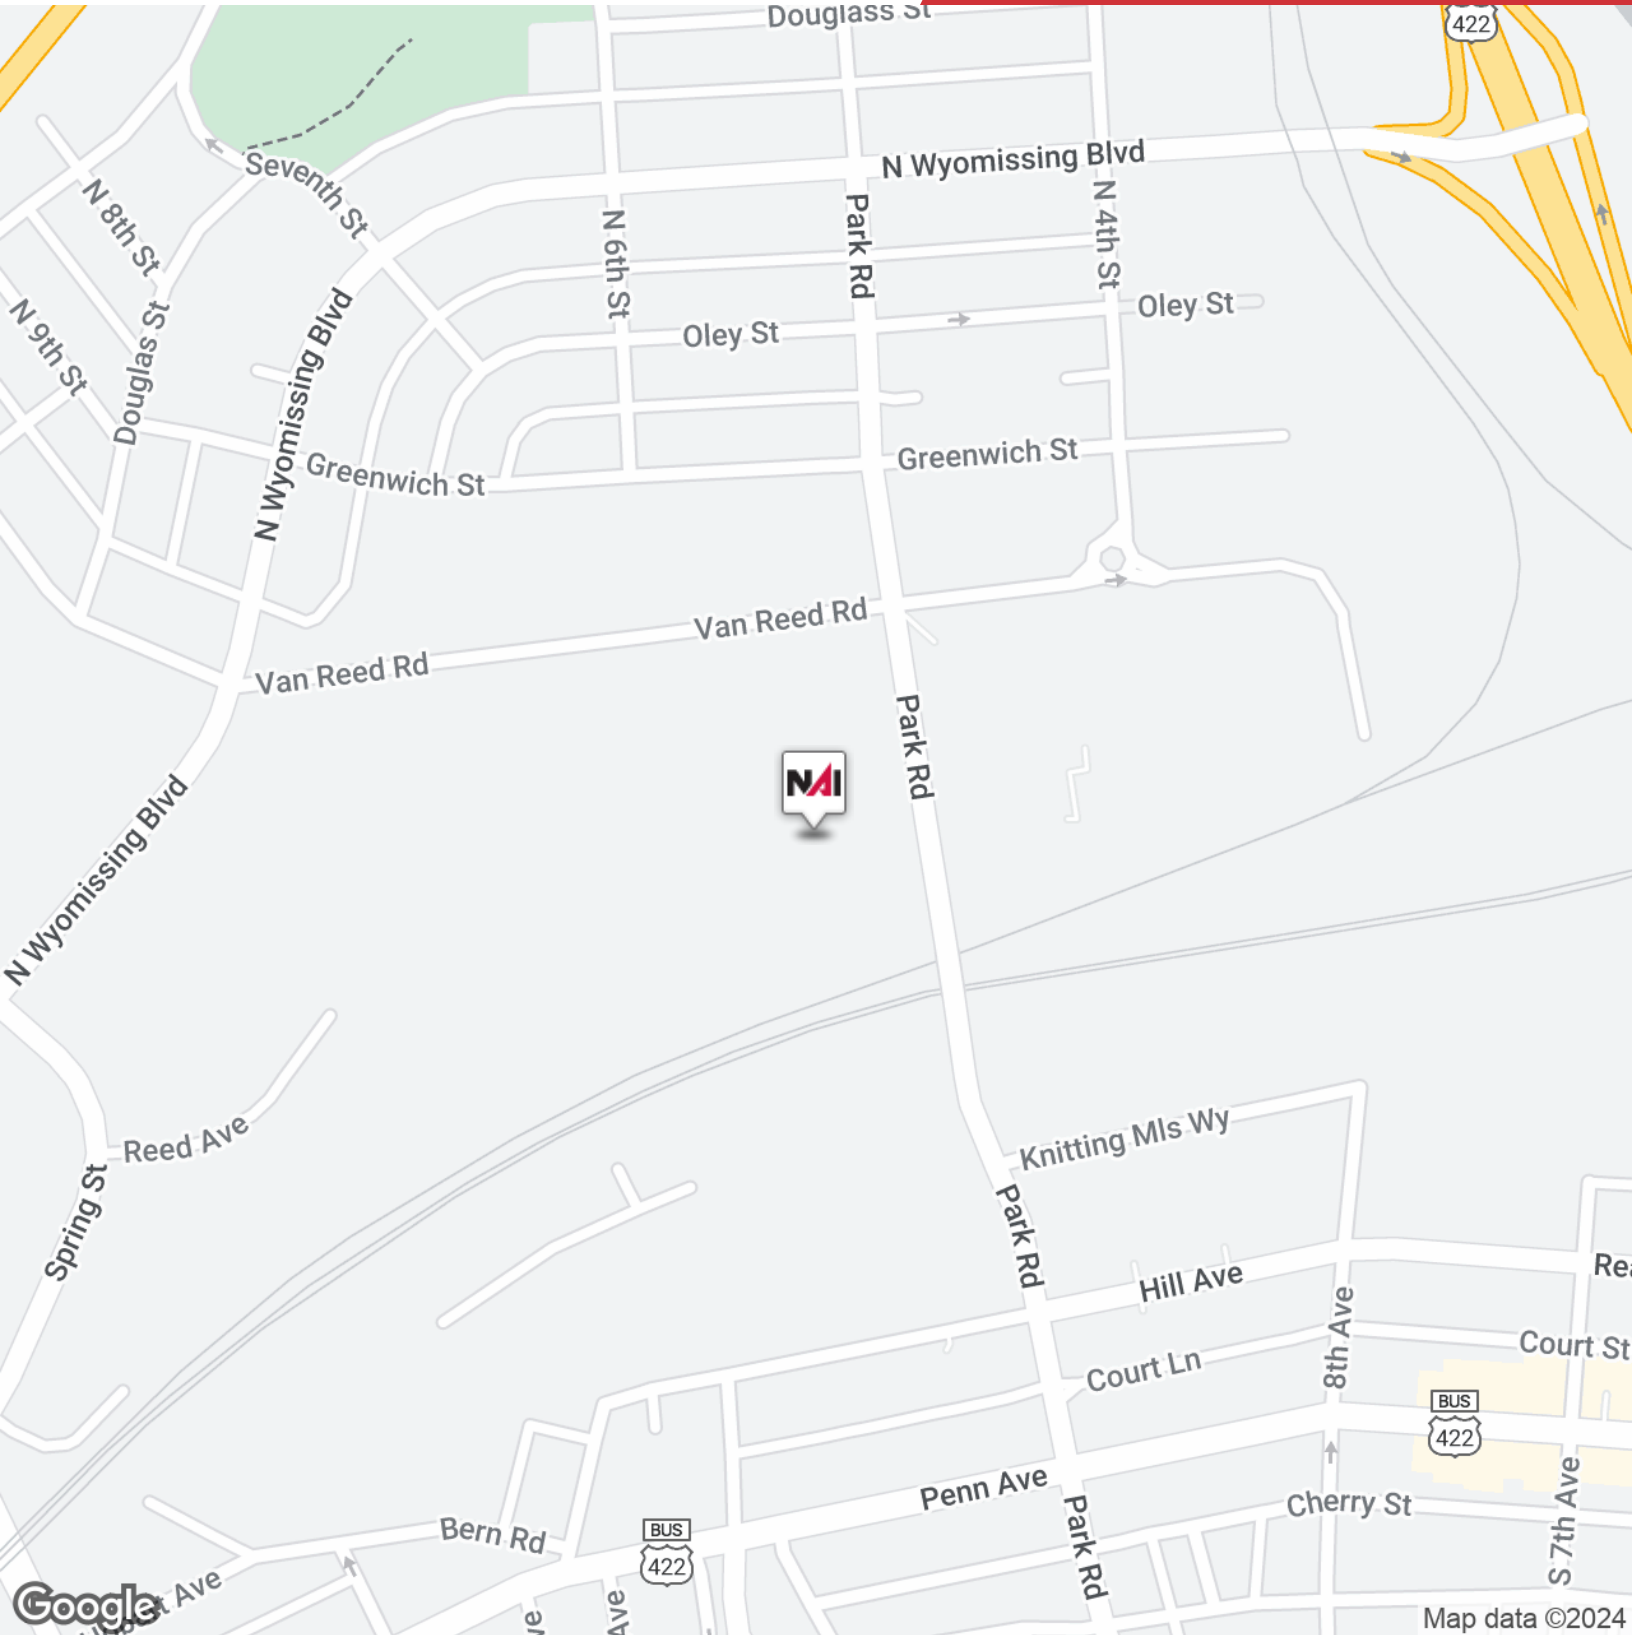 Douglass St
422
N Wyomissing Blvd
Seventh St
N 8th St
N 6th St
Park Rd
N 4th St
Oley St
Oley St
N 9th St
Douglas St
N Wyomissing Blvd
Greenwich St
Greenwich St
Van Reed Rd
Van Reed Rd
Park Rd
NAI
N Wyomissing Blvd
Reed Ave
Knitting Mls Wy
Spring St
Park Rd
Hill Ave
8th Ave
Court St
Court Ln
BUS
422
Penn Ave
Cherry St
S 7th Ave
Bern Rd
BUS
422
Park Rd
Ave
Google
Map data ©2024